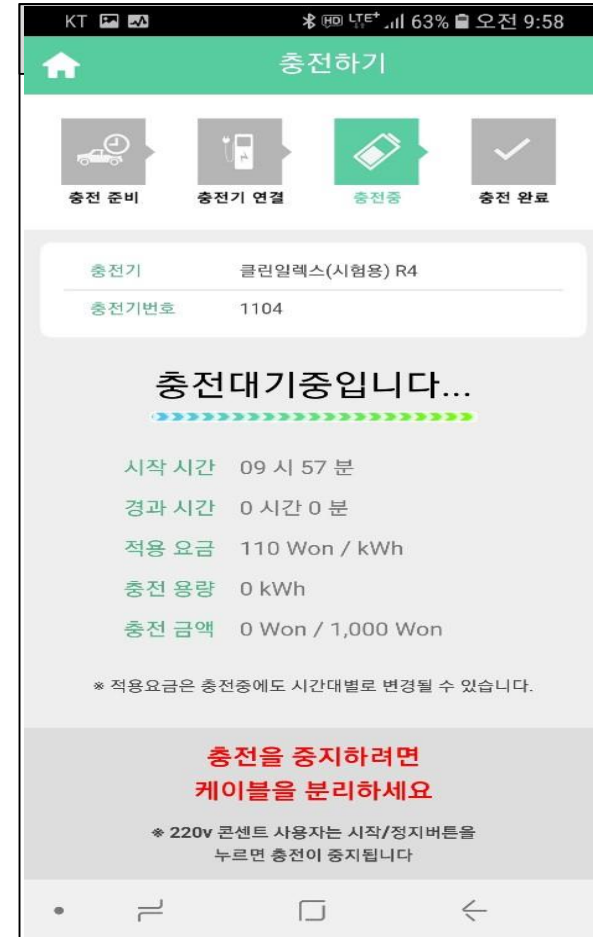 KT HD LTE+ 63% 오전 9:58
충전하기
충전 준비 충전기 연결 충전중 충전 완료
충전기 클린일렉스(시험용) R4
충전기번호 1104
충전대기중입니다...
시작 시간 09 시 57 분
경과 시간 0 시간 0 분
적용 요금 110 Won / kWh
충전 용량 0 kWh
충전 금액 0 Won / 1,000 Won
※ 적용요금은 충전중에도 시간대별로 변경될 수 있습니다.
충전을 중지하려면
케이블을 분리하세요
※ 220v 콘센트 사용자는 시작/정지버튼을
누르면 충전이 중지됩니다